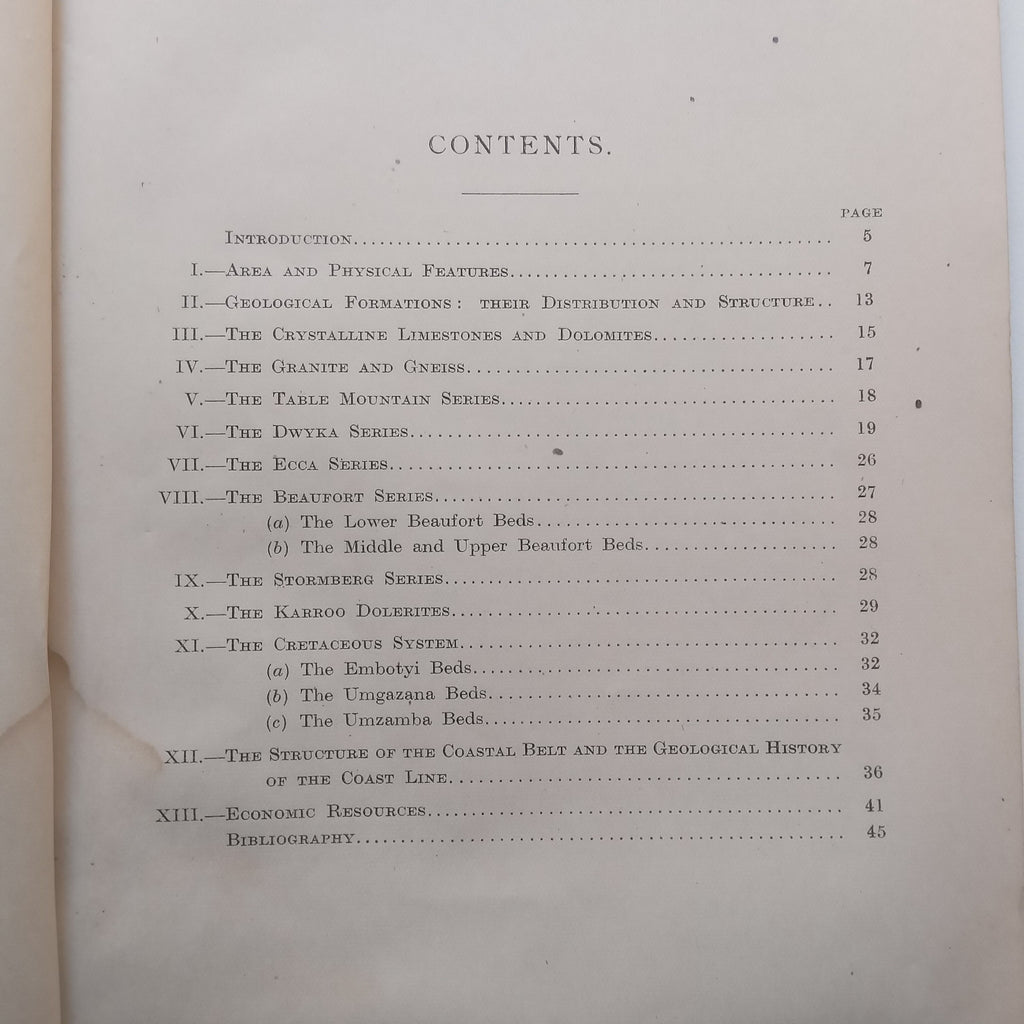 CONTENTS.
PAGE
INTRODUCTION................................................ 5
I.—AREA AND PHYSICAL FEATURES................................ 7
II.—GEOLOGICAL FORMATIONS: THEIR DISTRIBUTION AND STRUCTURE.. 13
III.—THE CRYSTALLINE LIMESTONES AND DOLOMITES.................. 15
IV.—THE GRANITE AND GNEISS.................................... 17
V.—THE TABLE MOUNTAIN SERIES................................. 18
VI.—THE DWYKA SERIES.......................................... 19
VII.—THE ECCA SERIES........................................... 26
VIII.—THE BEAUFORT SERIES....................................... 27
(a) The Lower Beaufort Beds................................ 28
(b) The Middle and Upper Beaufort Beds..................... 28
IX.—THE STORMBERG SERIES...................................... 28
X.—THE KARROO DOLERITES...................................... 29
XI.—THE CRETACEOUS SYSTEM..................................... 32
(a) The Embotyi Beds....................................... 32
(b) The Umgazana Beds...................................... 34
(c) The Umzamba Beds....................................... 35
XII.—THE STRUCTURE OF THE COASTAL BELT AND THE GEOLOGICAL HISTORY
OF THE COAST LINE....................................... 36
XIII.—ECONOMIC RESOURCES........................................ 41
BIBLIOGRAPHY................................................ 45